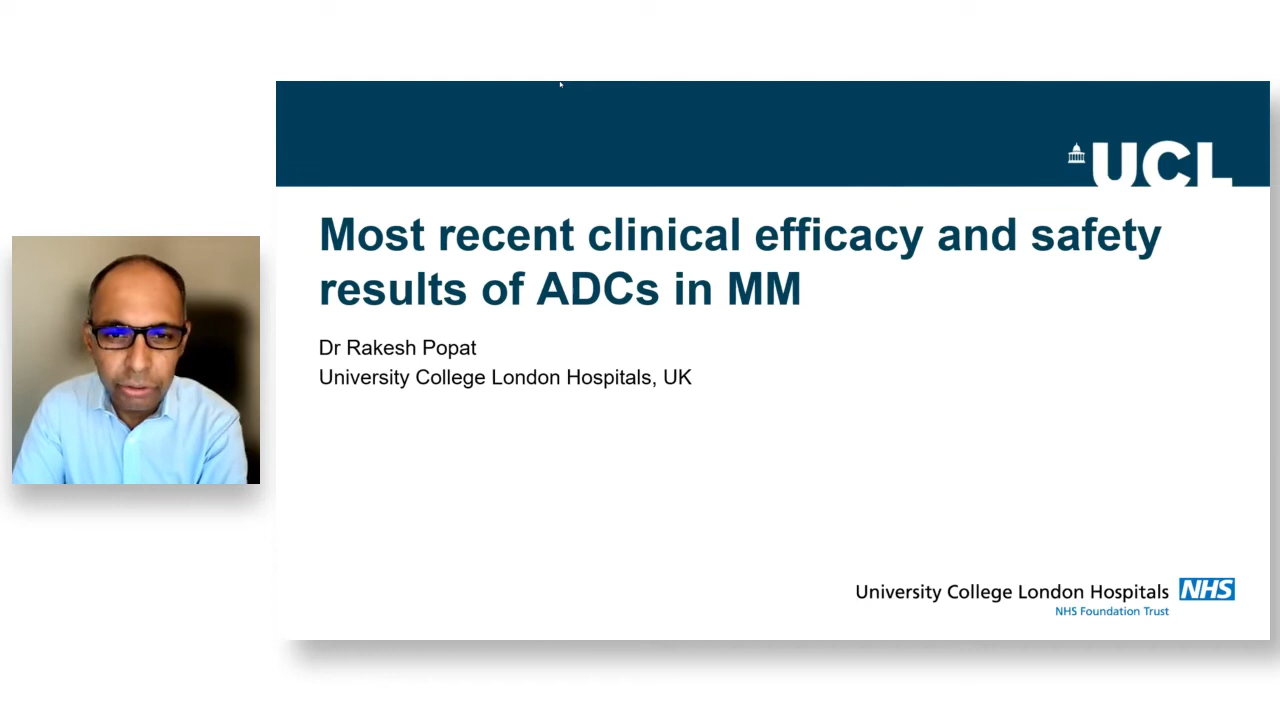 UCL
Most recent clinical efficacy and safety
results of ADCs in MM
Dr Rakesh Popat
University College London Hospitals, UK
University College London Hospitals NHS
NHS Foundation Trust